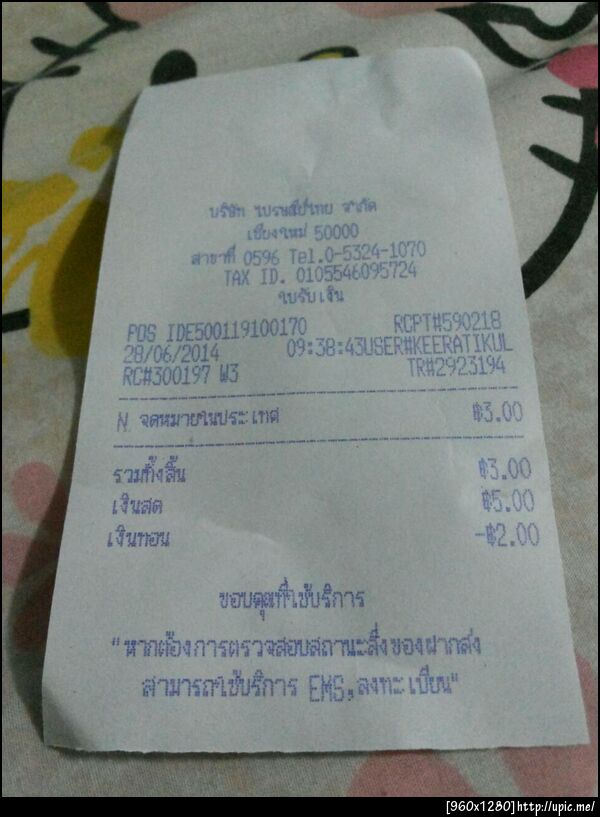 บริษัท ไปรษณีย์ไทย จำกัด
เชียงใหม่ 50000
สาขาที่ 0596 Tel.0-5324-1070
TAX ID. 0105546095724
ใบรับเงิน
POS IDE500119100170 RCPT#590218
28/06/2014 09:38:43USER#KEERATIKUL
RC#300197 W3 TR#2923194
N จดหมายในประเทศ ฿3.00
รวมทั้งสิ้น ฿3.00
เงินสด ฿5.00
เงินทอน -฿2.00
ขอบคุณที่ใช้บริการ
"หากต้องการตรวจสอบสถานะสิ่งของฝากส่ง
สามารถใช้บริการ EMS,ลงทะเบียน"
[960x1280]http://upic.me/